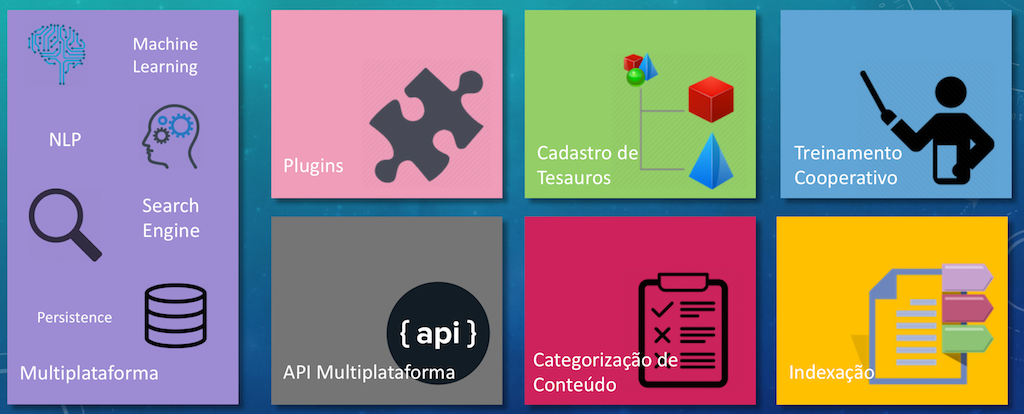 Machine
Learning
NLP
Search
Engine
Persistence
Multiplataforma
Plugins
Cadastro de
Tesauros
Treinamento
Cooperativo
{ api }
API Multiplataforma
Categorização de
Conteúdo
Indexação